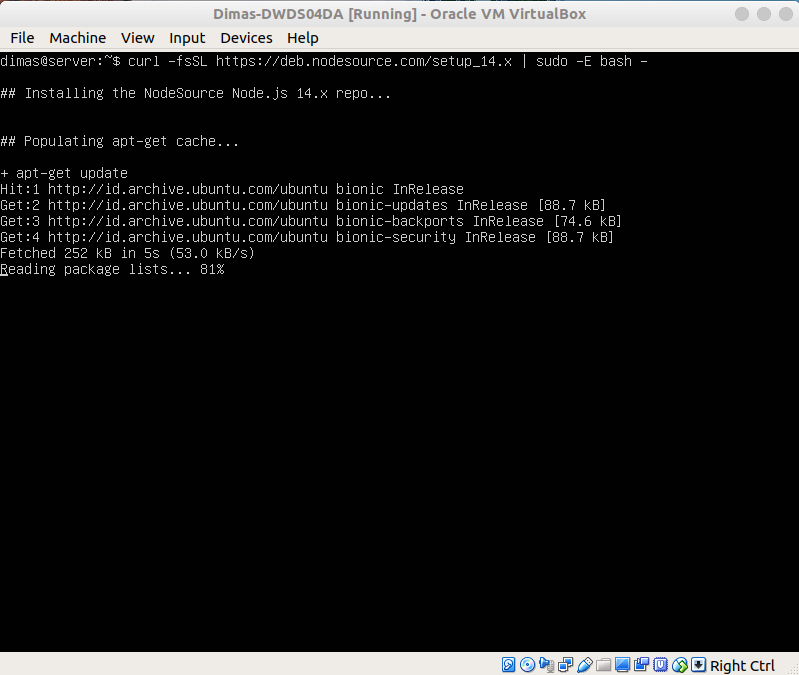 Dimas-DWDS04DA [Running] - Oracle VM VirtualBox
File Machine View Input Devices Help
dimas@server:~$ curl -fsSL https://deb.nodesource.com/setup_14.x | sudo -E bash -
## Installing the NodeSource Node.js 14.x repo...
## Populating apt-get cache...
+ apt-get update
Hit:1 http://id.archive.ubuntu.com/ubuntu bionic InRelease
Get:2 http://id.archive.ubuntu.com/ubuntu bionic-updates InRelease [88.7 kB]
Get:3 http://id.archive.ubuntu.com/ubuntu bionic-backports InRelease [74.6 kB]
Get:4 http://id.archive.ubuntu.com/ubuntu bionic-security InRelease [88.7 kB]
Fetched 252 kB in 5s (53.0 kB/s)
Reading package lists... 81%
Right Ctrl